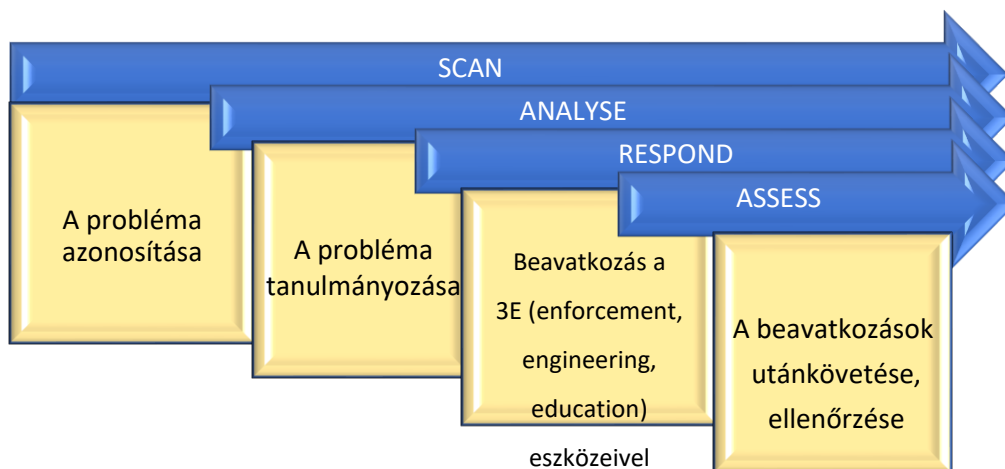 SCAN
A probléma
azonosítása
ANALYSE
A probléma
tanulmányozása
RESPOND
Beavatkozás a
3E (enforcement,
engineering,
education)
eszközeivel
ASSESS
A beavatkozások
utánkövetése,
ellenőrzése